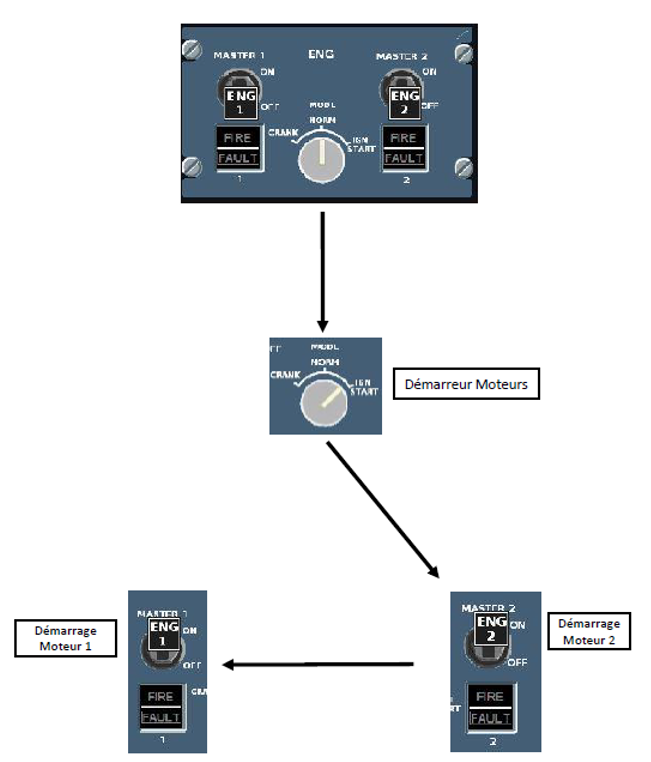 MASTER 1 ENG MASTER 2
ON ON
ENG
1
ENG
2
OFF OFF
MODE
NORM
CRANK
IGN
START
FIRE
FAULT
1
FIRE
FAULT
2
MODE
NORM
CRANK
IGN
START
Démarreur Moteurs
MASTER 1
ENG
1
ON
OFF
FIRE
FAULT
1
Démarrage
Moteur 1
MASTER 2
ENG
2
ON
OFF
FIRE
FAULT
2
Démarrage
Moteur 2